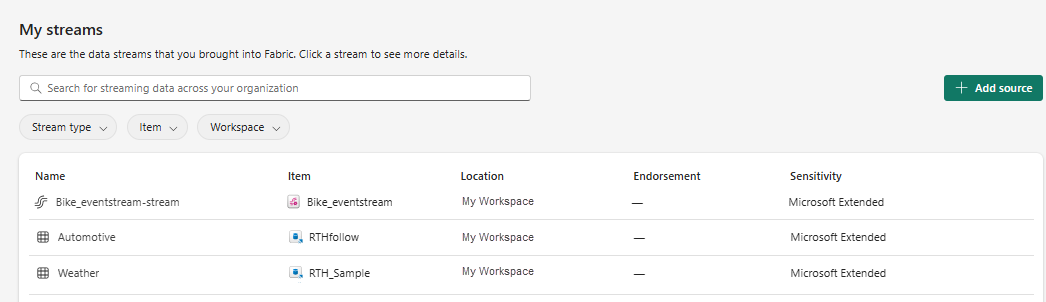 My streams
These are the data streams that you brought into Fabric. Click a stream to see more details.
Search for streaming data across your organization
Add source
Stream type Item Workspace
Name Item Location Endorsement Sensitivity
Bike_eventstream-stream Bike_eventstream My Workspace — Microsoft Extended
Automotive RTHfollow My Workspace — Microsoft Extended
Weather RTH_Sample My Workspace — Microsoft Extended